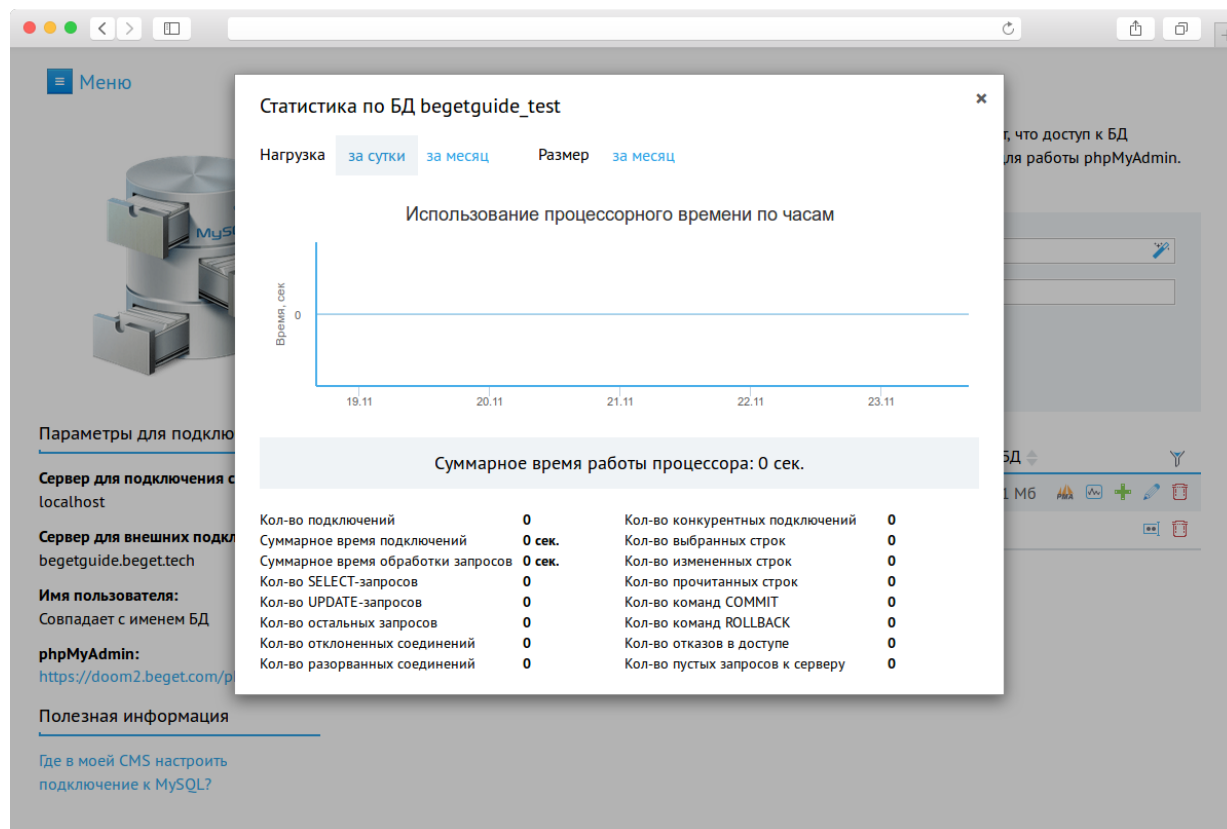 Меню
Статистика по БД begetguide_test
Нагрузка за сутки за месяц Размер за месяц
Использование процессорного времени по часам
Время, сек
0
19.11 20.11 21.11 22.11 23.11
Суммарное время работы процессора: 0 сек.
Кол-во подключений 0
Суммарное время подключений 0 сек.
Суммарное время обработки запросов 0 сек.
Кол-во SELECT-запросов 0
Кол-во UPDATE-запросов 0
Кол-во остальных запросов 0
Кол-во отклоненных соединений 0
Кол-во разорванных соединений 0
Кол-во конкурентных подключений 0
Кол-во выбранных строк 0
Кол-во измененных строк 0
Кол-во прочитанных строк 0
Кол-во команд COMMIT 0
Кол-во команд ROLLBACK 0
Кол-во отказов в доступе 0
Кол-во пустых запросов к серверу 0
что доступ к БД
для работы phpMyAdmin.
БД
1 Мб
PMA
Параметры для
Сервер для подключения с
localhost
Сервер для внешних
begetguide.beget.tech
Имя пользователя:
Совпадает с именем БД
phpMyAdmin:
https://doom2.beget.com/p
Полезная информация
Где в моей CMS настроить
подключение к MySQL?